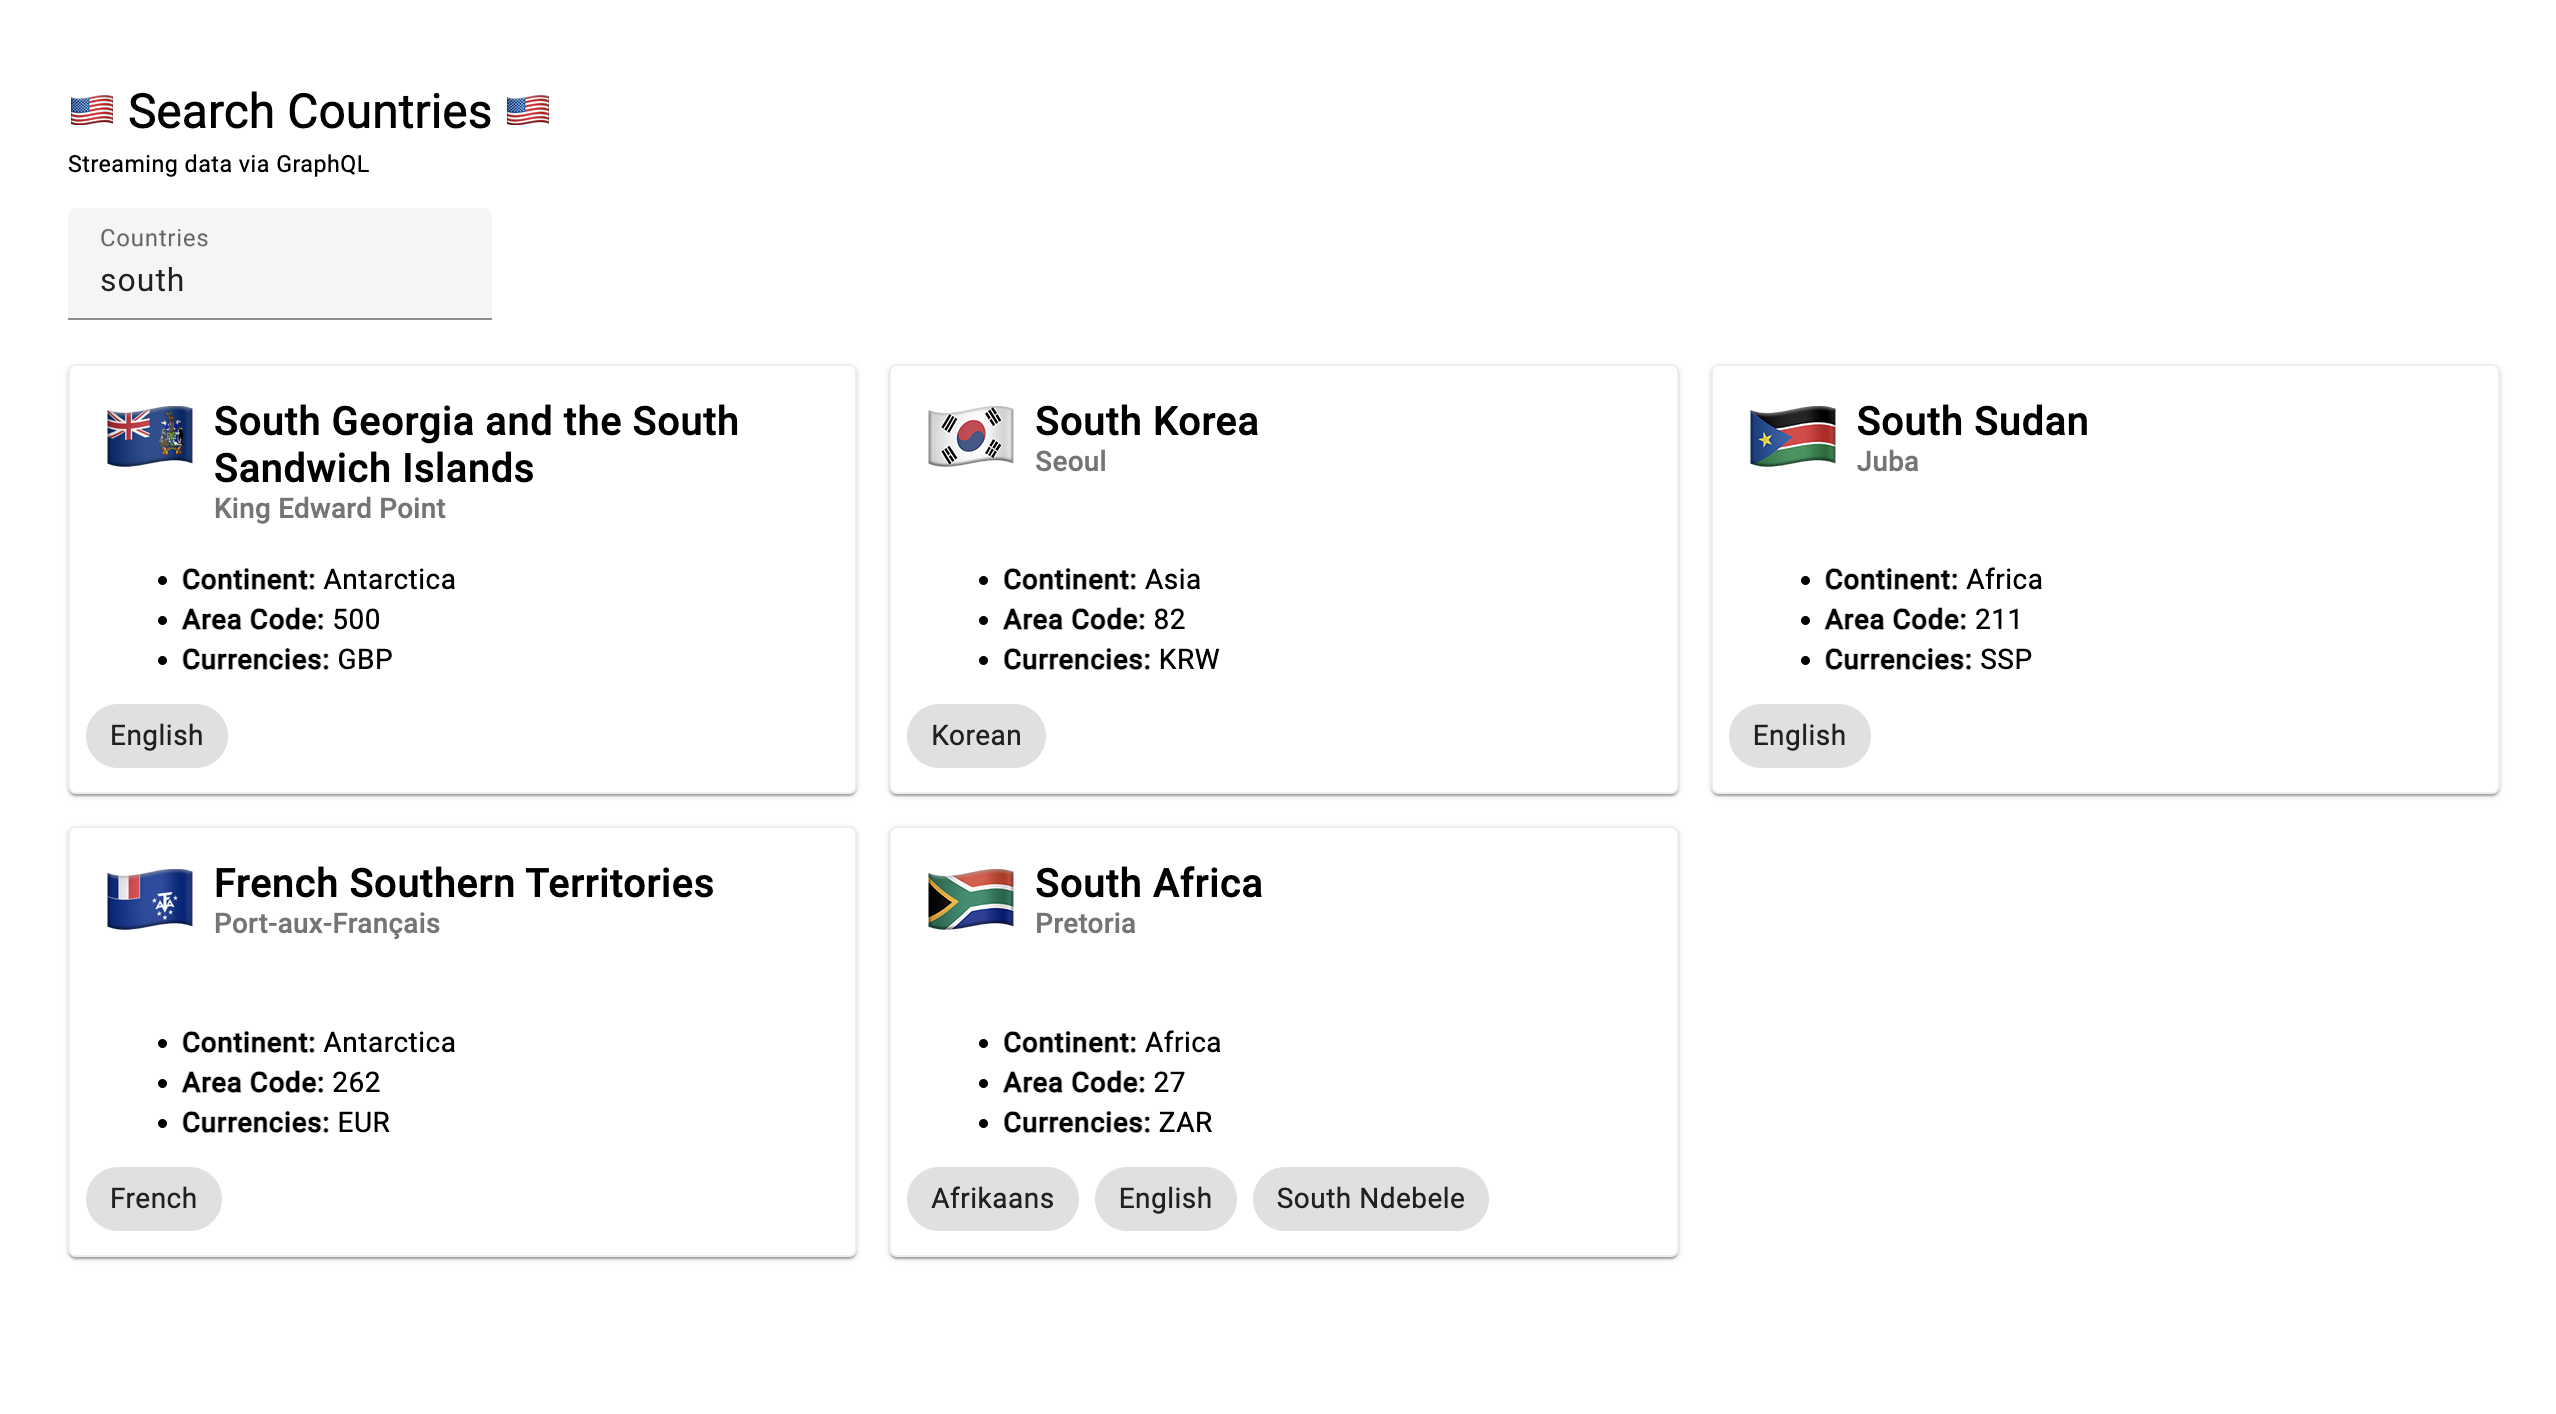 Search Countries
Streaming data via GraphQL
Countries
south
South Georgia and the South
Sandwich Islands
King Edward Point
Continent: Antarctica
Area Code: 500
Currencies: GBP
English
South Korea
Seoul
Continent: Asia
Area Code: 82
Currencies: KRW
Korean
South Sudan
Juba
Continent: Africa
Area Code: 211
Currencies: SSP
English
French Southern Territories
Port-aux-Français
Continent: Antarctica
Area Code: 262
Currencies: EUR
French
South Africa
Pretoria
Continent: Africa
Area Code: 27
Currencies: ZAR
Afrikaans English South Ndebele